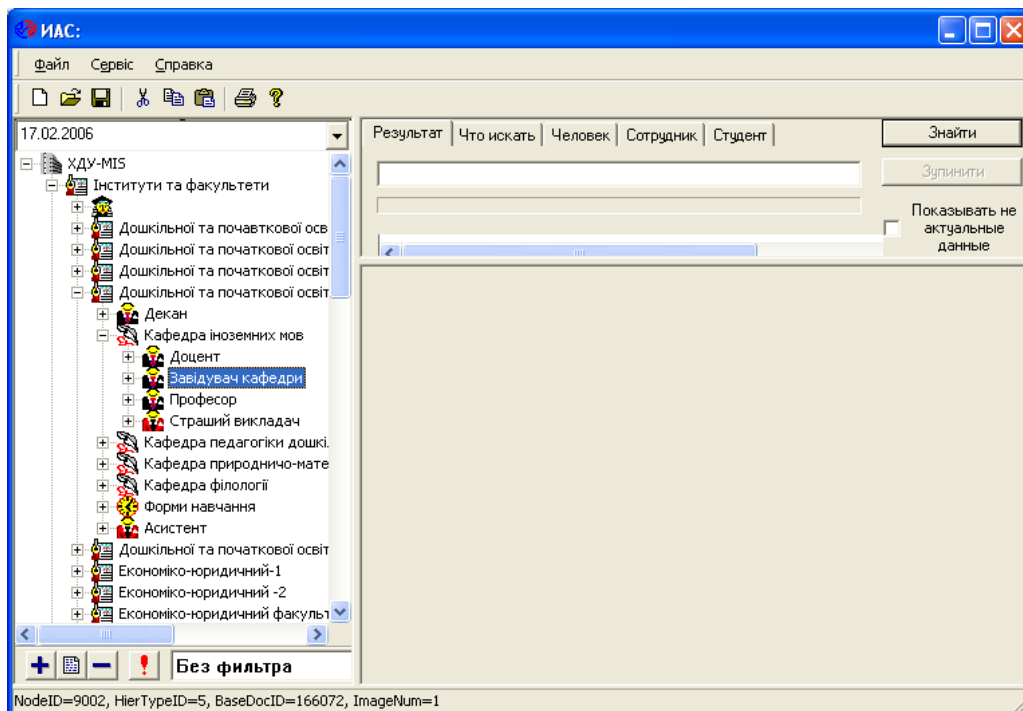 ИАС:
Файл Сервіс Справка
17.02.2006
Результат Что искать Человек Сотрудник Студент
Знайти
Зупинити
Показывать не
актуальные
данные
ХДУ-MIS
Інститути та факультети
Дошкільної та початвткової осв
Дошкільної та початкової освіт
Дошкільної та початкової освіт
Дошкільної та початкової освіт
Декан
Кафедра іноземних мов
Доцент
Завідувач кафедри
Професор
Страший викладач
Кафедра педагогіки дошкі.
Кафедра природничо-мате
Кафедра філології
Форми навчання
Асистент
Дошкільної та початкової освіт
Економіко-юридичний-1
Економіко-юридичний -2
Економіко-юридичний факульт
Без фильтра
NodeID=9002, HierTypeID=5, BaseDocID=166072, ImageNum=1